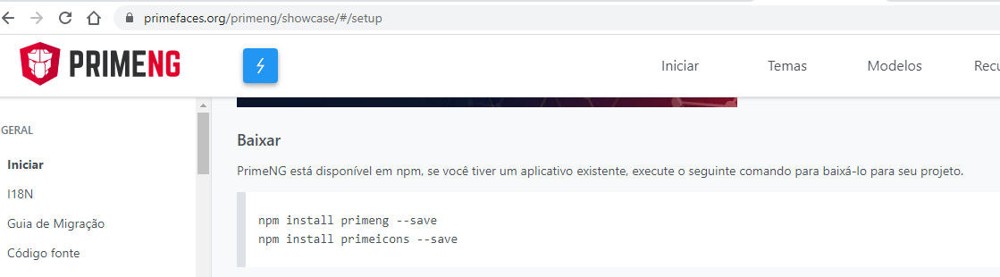 primefaces.org/primeng/showcase/#/setup
PRIMENG
Iniciar Temas Modelos Recu
GERAL
Iniciar
I18N
Guia de Migração
Código fonte
Baixar
PrimeNG está disponível em npm, se você tiver um aplicativo existente, execute o seguinte comando para baixá-lo para seu projeto.
npm install primeng --save
npm install primeicons --save